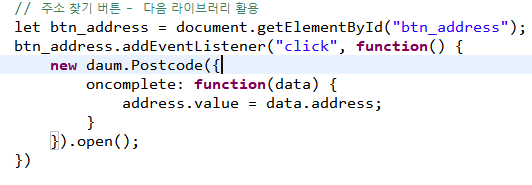 // 주소 찾기 버튼 - 다음 라이브러리 활용
let btn_address = document.getElementById("btn_address");
btn_address.addEventListener("click", function() {
    new daum.Postcode({
        oncomplete: function(data) {
            address.value = data.address;
        }
    }).open();
})